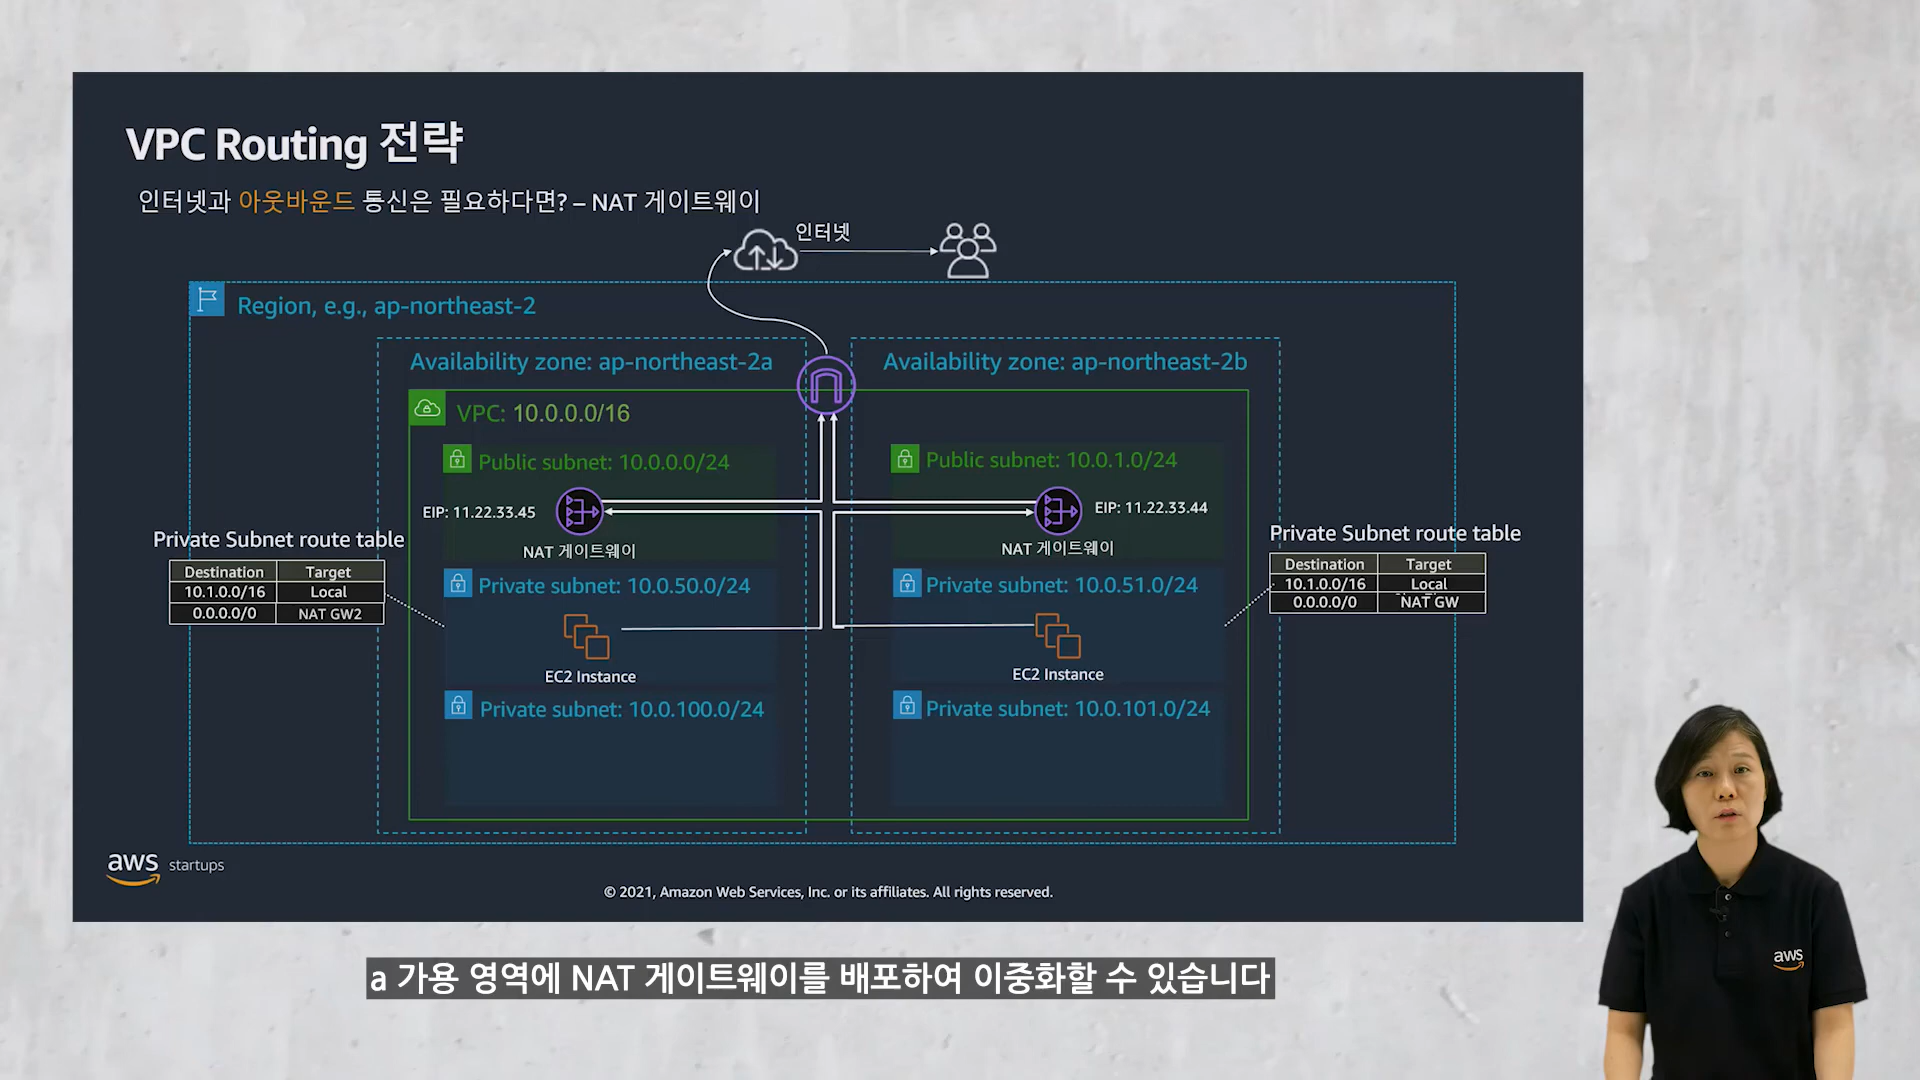 VPC Routing 전략
인터넷과 아웃바운드 통신은 필요하다면? – NAT 게이트웨이
인터넷
Region, e.g., ap-northeast-2
Availability zone: ap-northeast-2a
Availability zone: ap-northeast-2b
VPC: 10.0.0.0/16
Public subnet: 10.0.0.0/24
Public subnet: 10.0.1.0/24
EIP: 11.22.33.45
EIP: 11.22.33.44
NAT 게이트웨이
NAT 게이트웨이
Private Subnet route table
Destination Target
10.1.0.0/16 Local
0.0.0.0/0 NAT GW2
Private Subnet route table
Destination Target
10.1.0.0/16 Local
0.0.0.0/0 NAT GW
Private subnet: 10.0.50.0/24
Private subnet: 10.0.51.0/24
EC2 Instance
EC2 Instance
Private subnet: 10.0.100.0/24
Private subnet: 10.0.101.0/24
aws startups
© 2021, Amazon Web Services, Inc. or its affiliates. All rights reserved.
aws
a 가용 영역에 NAT 게이트웨이를 배포하여 이중화할 수 있습니다